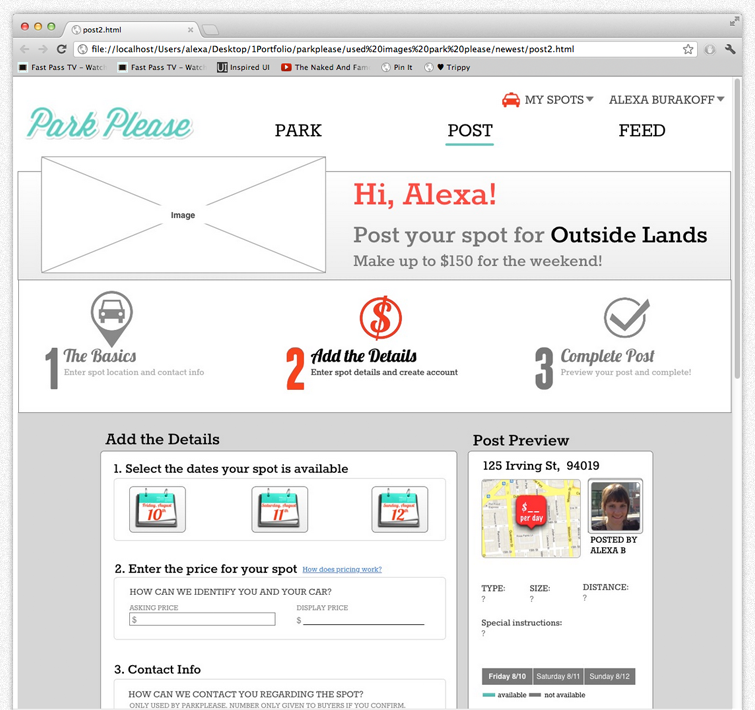 post2.html
file://localhost/Users/alexa/Desktop/1Portfolio/parkplease/used%20images%20park%20please/newest/post2.html
Fast Pass TV – Watch
Fast Pass TV – Watch
UI Inspired UI
The Naked And Fam
Pin It
♥ Trippy
MY SPOTS
ALEXA BURAKOFF
Park Please
PARK
POST
FEED
Image
Hi, Alexa!
Post your spot for Outside Lands
Make up to $150 for the weekend!
$
1 The Basics
Enter spot location and contact info
2 Add the Details
Enter spot details and create account
3 Complete Post
Preview your post and complete!
Add the Details
1. Select the dates your spot is available
Friday, August
10th
Saturday, August
11th
Sunday, August
12th
2. Enter the price for your spot How does pricing work?
HOW CAN WE IDENTIFY YOU AND YOUR CAR?
ASKING PRICE
DISPLAY PRICE
$
$
3. Contact Info
HOW CAN WE CONTACT YOU REGARDING THE SPOT?
ONLY USED BY PARKPLEASE. NUMBER ONLY GIVEN TO BUYERS IF YOU CONFIRM.
Post Preview
125 Irving St, 94019
$ __
per day
POSTED BY
ALEXA B
TYPE:
?
SIZE:
?
DISTANCE:
?
Special instructions:
?
Friday 8/10
Saturday 8/11
Sunday 8/12
available
not available